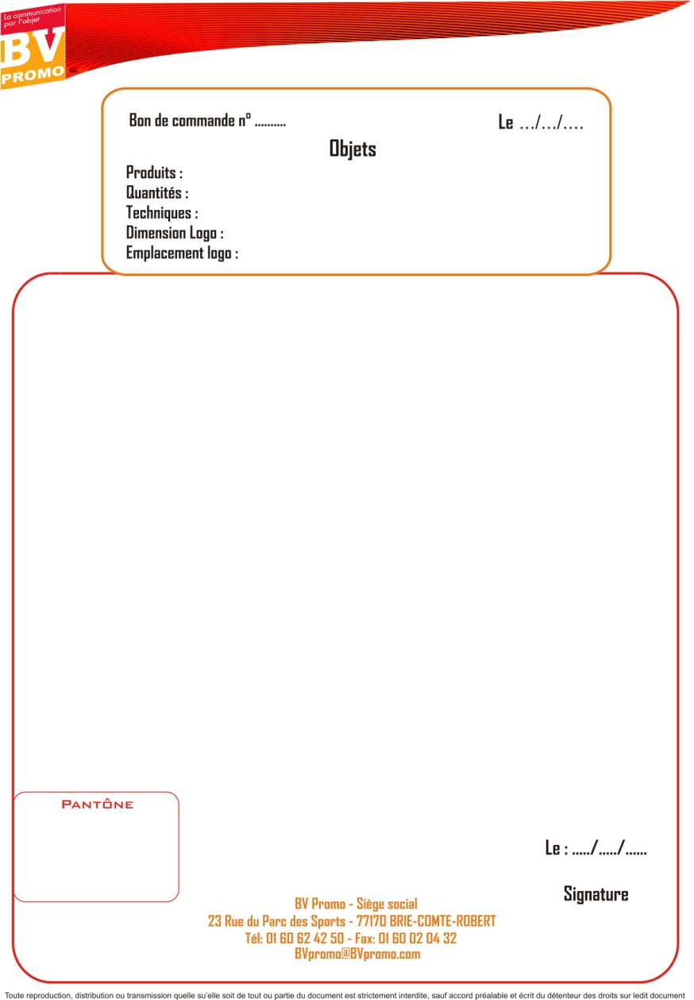 La communication
par l'objet
BV
PROMO
Bon de commande n° ..........
Le .../.../....
Objets
Produits :
Quantités :
Techniques :
Dimension Logo :
Emplacement logo :
PANTÔNE
Le : ...../...../......
Signature
BV Promo - Siège social
23 Rue du Parc des Sports - 77170 BRIE-COMTE-ROBERT
Tél: 01 60 62 42 50 - Fax: 01 60 02 04 32
BVpromo@BVpromo.com
Toute reproduction, distribution ou transmission quelle su'elle soit de tout ou partie du document est strictement interdite, sauf accord préalable et écrit du détenteur des droits sur ledit document